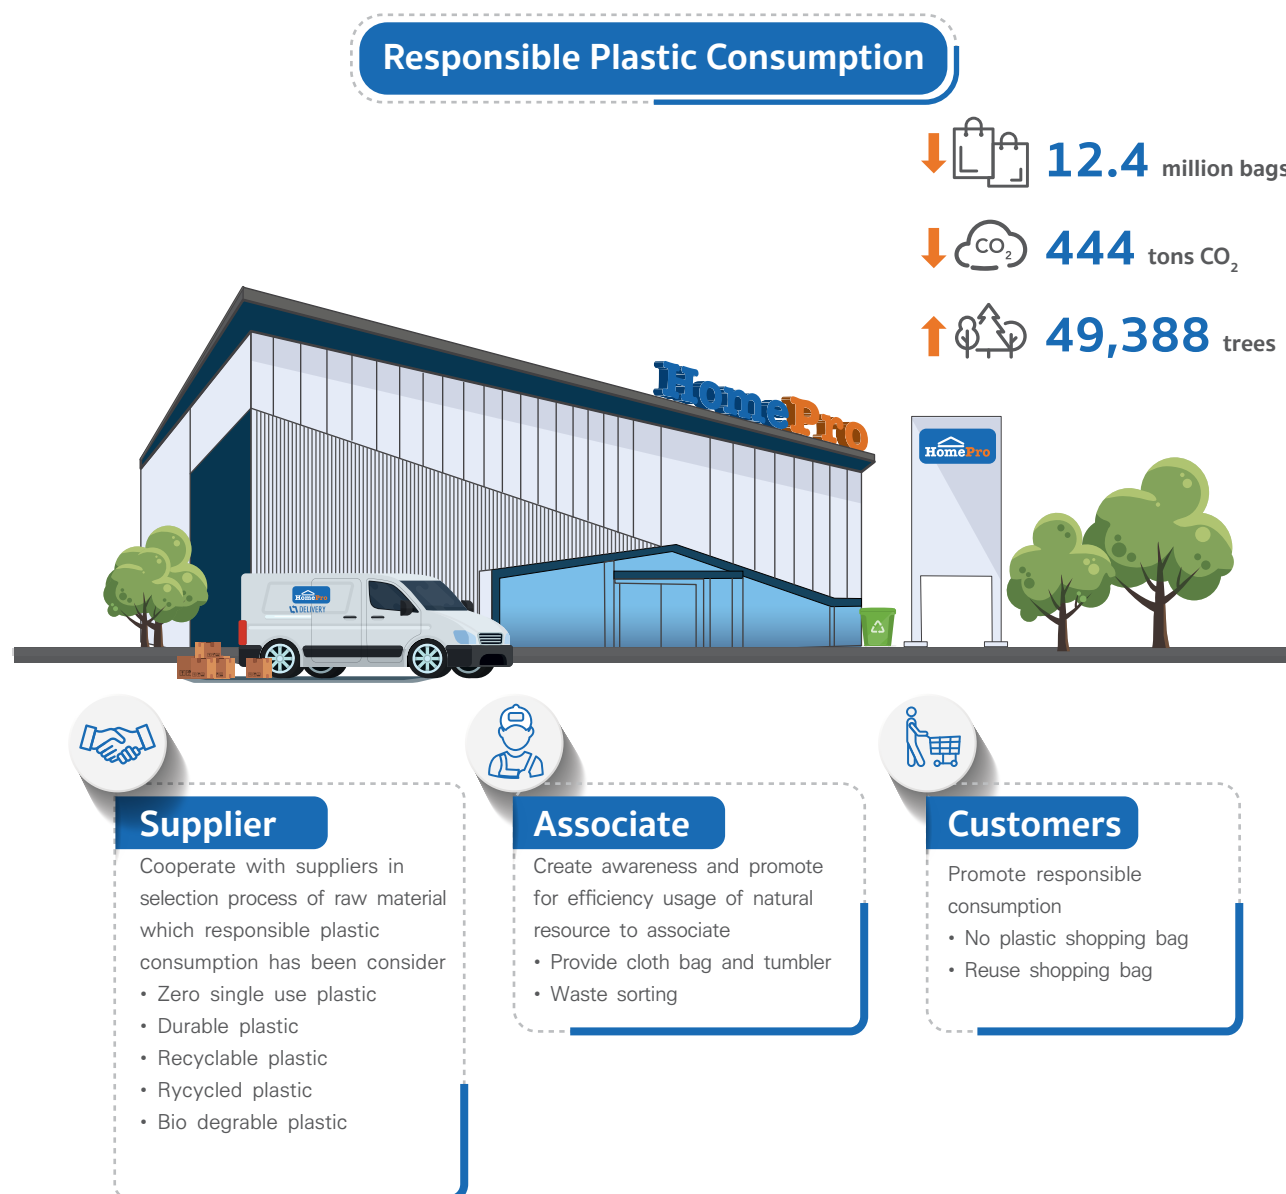 Responsible Plastic Consumption
12.4 million bags
CO₂ 444 tons CO₂
49,388 trees
HomePro
HomePro
HomePro
DELIVERY
Supplier
Cooperate with suppliers in
selection process of raw material
which responsible plastic
consumption has been consider
• Zero single use plastic
• Durable plastic
• Recyclable plastic
• Rycycled plastic
• Bio degrable plastic
Associate
Create awareness and promote
for efficiency usage of natural
resource to associate
• Provide cloth bag and tumbler
• Waste sorting
Customers
Promote responsible
consumption
• No plastic shopping bag
• Reuse shopping bag